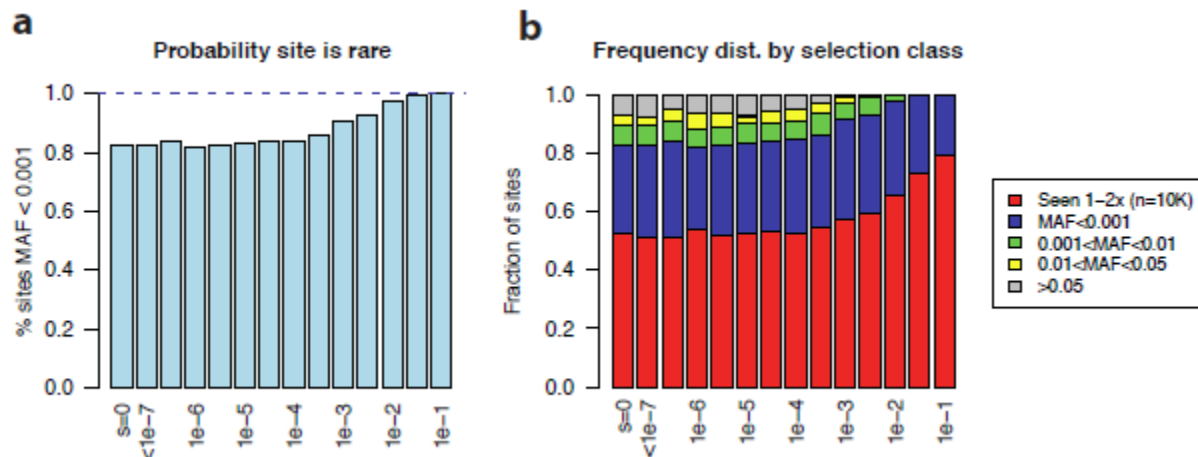 a
Probability site is rare
% sites MAF < 0.001
1.0
0.8
0.6
0.4
0.2
0.0
s=0
<1e−7
1e−6
1e−5
1e−4
1e−3
1e−2
1e−1
b
Frequency dist. by selection class
Fraction of sites
1.0
0.8
0.6
0.4
0.2
0.0
s=0
<1e−7
1e−6
1e−5
1e−4
1e−3
1e−2
1e−1
Seen 1−2x (n=10K)
MAF<0.001
0.001<MAF<0.01
0.01<MAF<0.05
>0.05